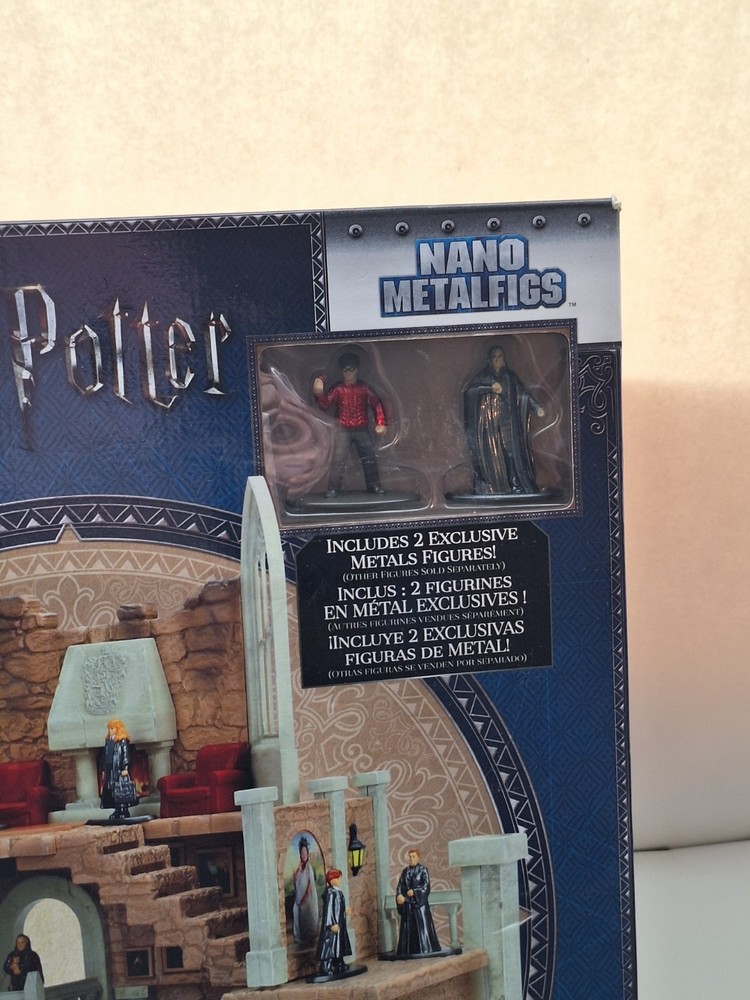 Potter
NANO
METALFIGS™
INCLUDES 2 EXCLUSIVE
METALS FIGURES!
(OTHER FIGURES SOLD SEPARATELY)
INCLUS : 2 FIGURINES
EN MÉTAL EXCLUSIVES !
(AUTRES FIGURINES VENDUES SÉPARÉMENT)
¡INCLUYE 2 EXCLUSIVAS
FIGURAS DE METAL!
(OTRAS FIGURAS SE VENDEN POR SEPARADO)